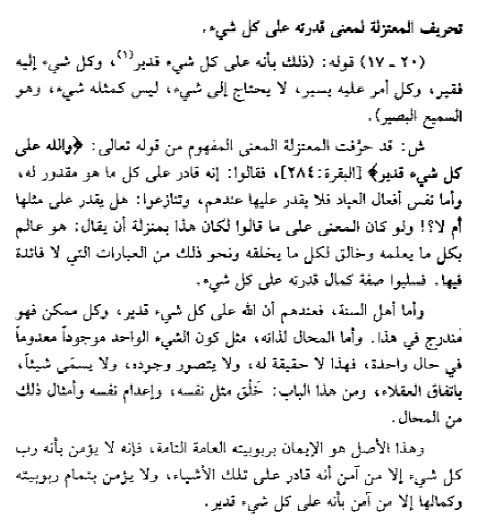 تحريف المعتزلة لمعنى قدرته على كل شيء.
(٢٠ ـ ١٧) قوله: (ذلك بأنه على كل شيء قدير(١)، وكل شيء إليه
فقير، وكل أمر عليه يسير، لا يحتاج إلى شيء، ليس كمثله شيء، وهو
السميع البصير).
ش: قد حرَّفت المعتزلة المعنى المفهوم من قوله تعالى: ﴿والله على
كل شيء قدير﴾ [البقرة: ٢٨٤]، فقالوا: إنه قادر على كل ما هو مقدور له،
وأما نفس أفعال العباد فلا يقدر عليها عندهم، وتنازعوا: هل يقدر على مثلها
أم لا؟! ولو كان المعنى على ما قالوا لكان هذا بمنزلة أن يقال: هو عالم
بكل ما يعلمه وخالق لكل ما يخلقه ونحو ذلك من العبارات التي لا فائدة
فيها. فسلبوا صفة كمال قدرته على كل شيء.
وأما أهل السنة، فعندهم أن الله على كل شيء قدير، وكل ممكن فهو
مندرج في هذا. وأما المحال لذاته، مثل كون الشيء الواحد موجوداً معدوماً
في حال واحدة، فهذا لا حقيقة له، ولا يتصور وجوده، ولا يسمّى شيئاً،
باتفاق العقلاء، ومن هذا الباب: خَلْق مثل نفسه، وإعدام نفسه وأمثال ذلك
من المحال.
وهذا الأصل هو الإيمان بربوبيته العامة التامة، فإنه لا يؤمن بأنه رب
كل شيء إلا من آمن أنه قادر على تلك الأشياء، ولا يؤمن بتمام ربوبيته
وكمالها إلا من آمن بأنه على كل شيء قدير.